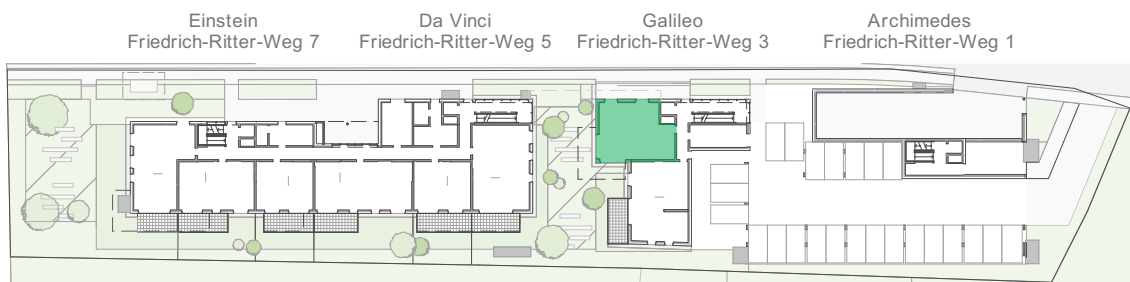 Einstein
Friedrich-Ritter-Weg 7
Da Vinci
Friedrich-Ritter-Weg 5
Galileo
Friedrich-Ritter-Weg 3
Archimedes
Friedrich-Ritter-Weg 1